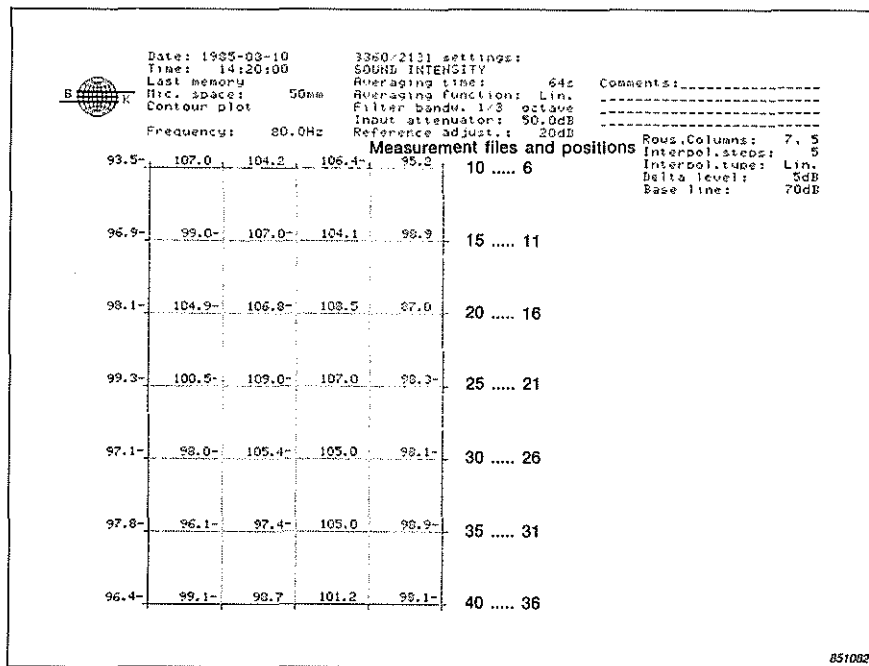 Date: 1985-03-10 3360/2131 settings:
Time: 14:20:00 SOUND INTENSITY
Last memory Averaging time: 64s Comments:
B K Mic. space: 50mm Averaging function: Lin.
Contour plot Filter bandw. 1/3 octave
Input attenuator: 50.0dB
Frequency: 80.0Hz Reference adjust.: 20dB
Measurement files and positions Rows,Columns: 7, 5
Interpol.steps: 5
Interpol.type: Lin.
Delta level: 5dB
Base line: 70dB
93.5- 107.0 104.2 106.4- 95.2 10 ..... 6
96.9- 99.0- 107.0- 104.1 98.9 15 ..... 11
98.1- 104.9- 106.8- 108.5 87.0 20 ..... 16
99.3- 100.5- 109.0- 107.0 98.3- 25 ..... 21
97.1- 98.0- 105.4- 105.0 98.1- 30 ..... 26
97.8- 96.1- 97.4- 105.0 98.9- 35 ..... 31
96.4- 99.1- 98.7 101.2 98.1- 40 ..... 36
851082